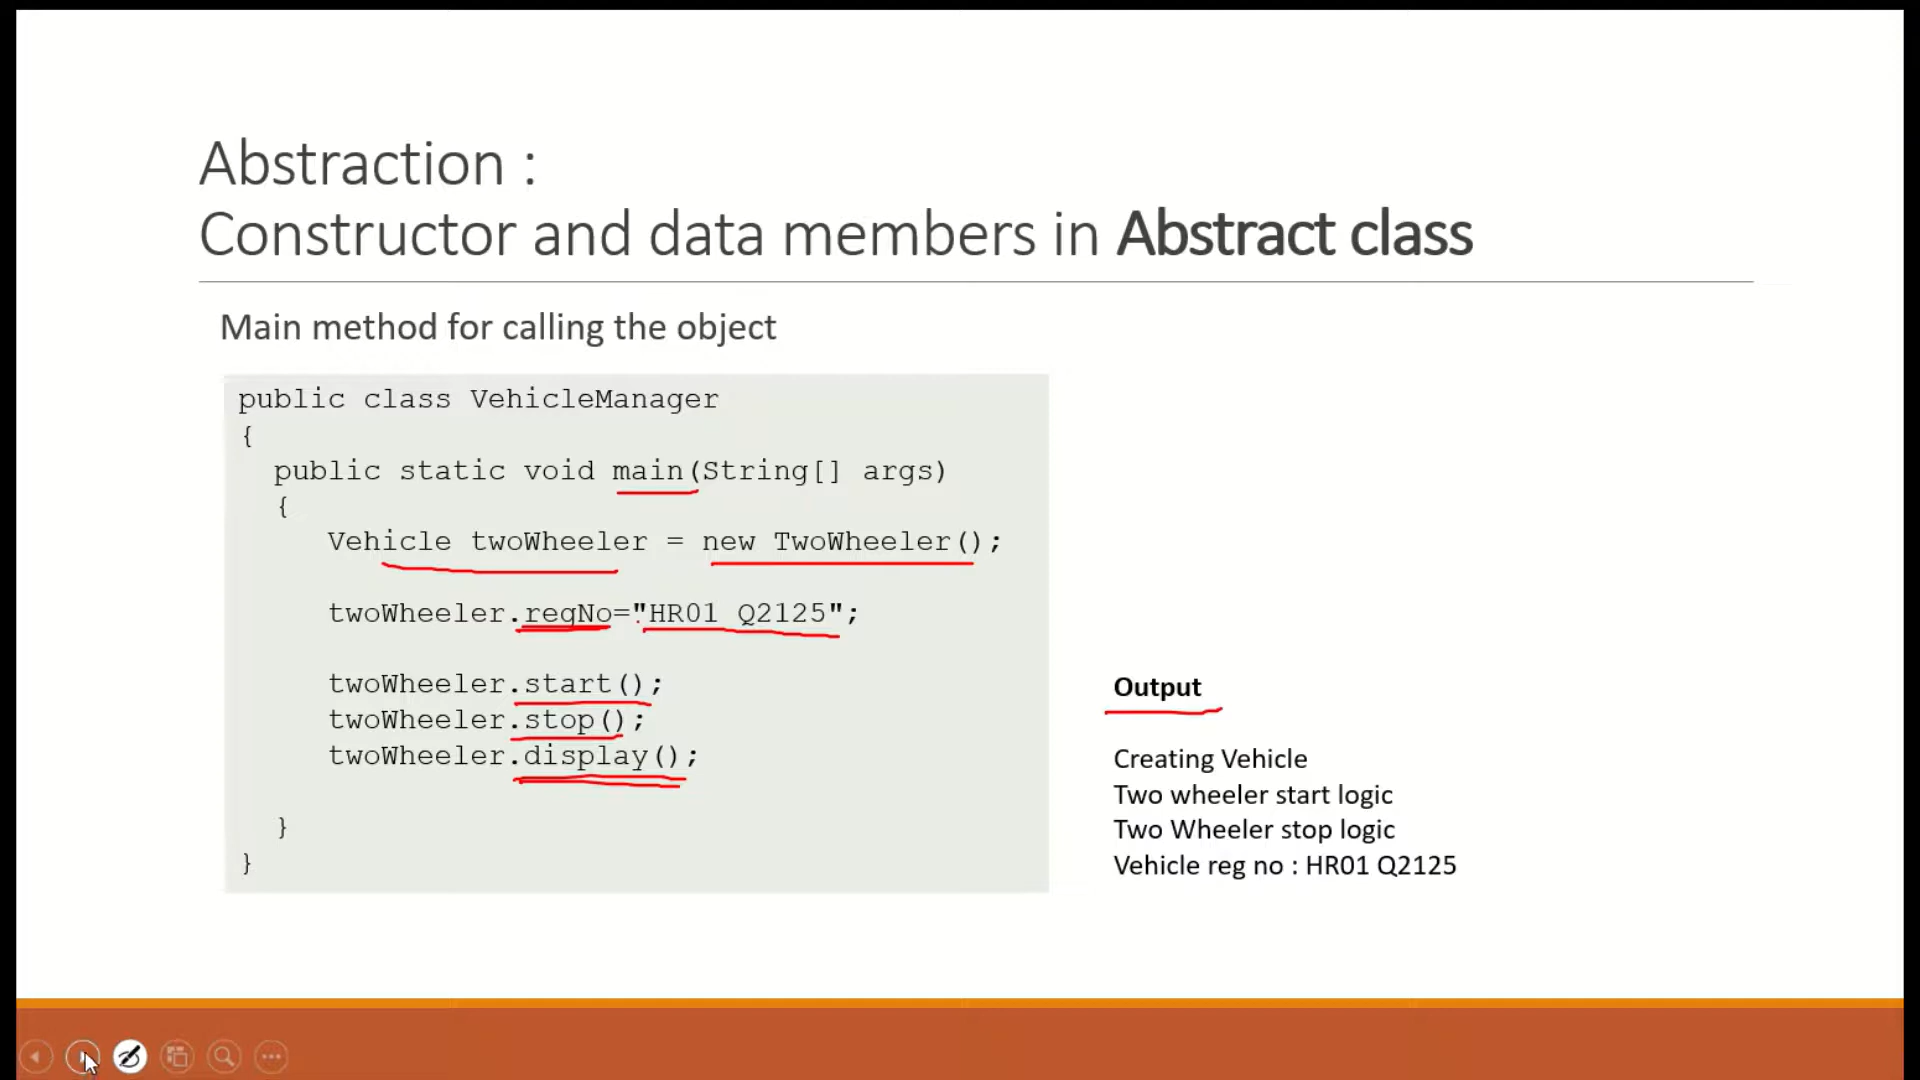 Abstraction :
Constructor and data members in Abstract class
Main method for calling the object
public class VehicleManager
{
public static void main(String[] args)
{
Vehicle twoWheeler = new TwoWheeler();
twoWheeler.regNo="HR01 Q2125";
twoWheeler.start();
twoWheeler.stop();
twoWheeler.display();
}
}
Output
Creating Vehicle
Two wheeler start logic
Two Wheeler stop logic
Vehicle reg no : HR01 Q2125